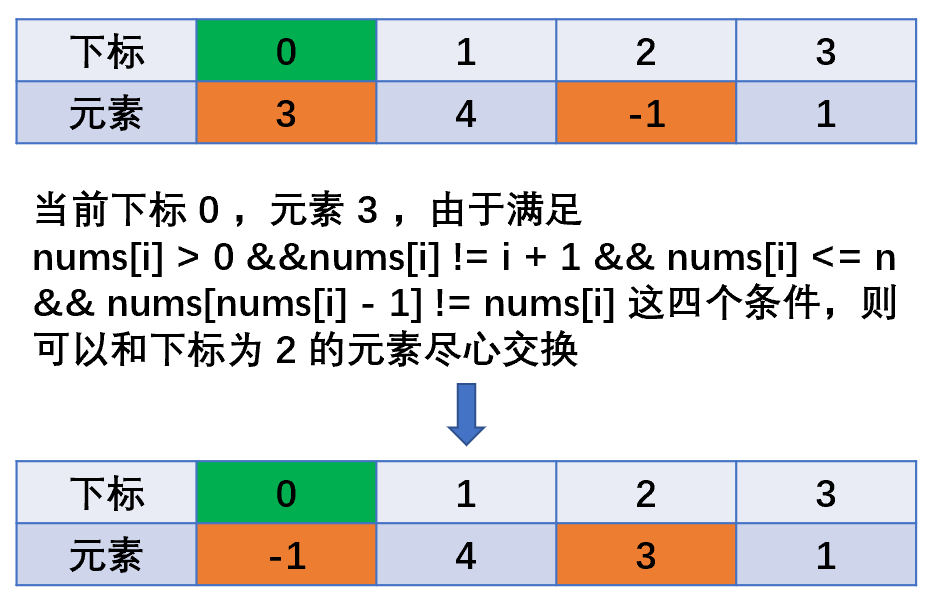 下标 0 1 2 3
元素 3 4 -1 1
当前下标 0 ，元素 3 ，由于满足
nums[i] > 0 &&nums[i] != i + 1 && nums[i] <= n
&& nums[nums[i] - 1] != nums[i] 这四个条件，则
可以和下标为 2 的元素尽心交换
下标 0 1 2 3
元素 -1 4 3 1